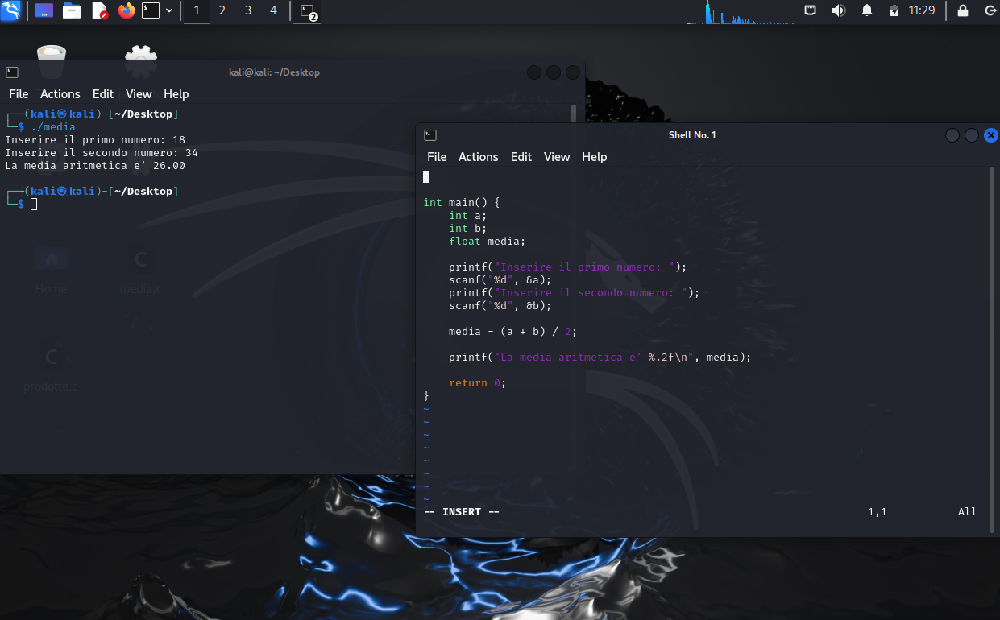 1 2 3 4 2 11:29
kali@kali: ~/Desktop
File Actions Edit View Help
┌──(kali㉿kali)-[~/Desktop]
└─$ ./media
Inserire il primo numero: 18
Inserire il secondo numero: 34
La media aritmetica e' 26.00
┌──(kali㉿kali)-[~/Desktop]
└─$
Home
media.c
prodotto.c
Shell No. 1
File Actions Edit View Help
int main() {
    int a;
    int b;
    float media;
    printf("Inserire il primo numero: ");
    scanf("%d", &a);
    printf("Inserire il secondo numero: ");
    scanf("%d", &b);
    media = (a + b) / 2;
    printf("La media aritmetica e' %.2f\n", media);
    return 0;
}
~
~
~
~
~
~
~
~
-- INSERT -- 1,1 All